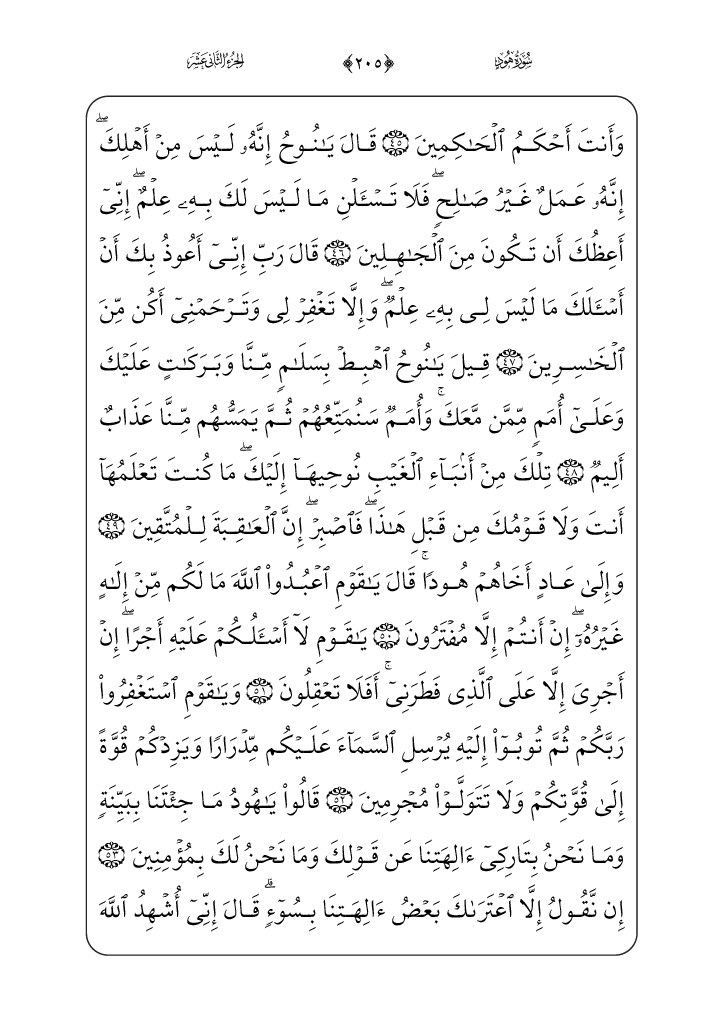 سُورَةُ هُودٍ ﴿٢٠٥﴾ الجُزْءُ الثَّانِيَ عَشَرَ
وَأَنتَ أَحۡكَمُ ٱلۡحَٰكِمِينَ ٤٥ قَالَ يَٰنُوحُ إِنَّهُۥ لَيۡسَ مِنۡ أَهۡلِكَۖ
إِنَّهُۥ عَمَلٌ غَيۡرُ صَٰلِحٖۖ فَلَا تَسۡـَٔلۡنِ مَا لَيۡسَ لَكَ بِهِۦ عِلۡمٌۖ إِنِّيٓ
أَعِظُكَ أَن تَكُونَ مِنَ ٱلۡجَٰهِلِينَ ٤٦ قَالَ رَبِّ إِنِّيٓ أَعُوذُ بِكَ أَنۡ
أَسۡـَٔلَكَ مَا لَيۡسَ لِي بِهِۦ عِلۡمٞۖ وَإِلَّا تَغۡفِرۡ لِي وَتَرۡحَمۡنِيٓ أَكُن مِّنَ
ٱلۡخَٰسِرِينَ ٤٧ قِيلَ يَٰنُوحُ ٱهۡبِطۡ بِسَلَٰمٖ مِّنَّا وَبَرَكَٰتٍ عَلَيۡكَ
وَعَلَىٰٓ أُمَمٖ مِّمَّن مَّعَكَۚ وَأُمَمٞ سَنُمَتِّعُهُمۡ ثُمَّ يَمَسُّهُم مِّنَّا عَذَابٌ
أَلِيمٞ ٤٨ تِلۡكَ مِنۡ أَنۢبَآءِ ٱلۡغَيۡبِ نُوحِيهَآ إِلَيۡكَۖ مَا كُنتَ تَعۡلَمُهَآ
أَنتَ وَلَا قَوۡمُكَ مِن قَبۡلِ هَٰذَاۖ فَٱصۡبِرۡۖ إِنَّ ٱلۡعَٰقِبَةَ لِلۡمُتَّقِينَ ٤٩
وَإِلَىٰ عَادٍ أَخَاهُمۡ هُودٗاۚ قَالَ يَٰقَوۡمِ ٱعۡبُدُواْ ٱللَّهَ مَا لَكُم مِّنۡ إِلَٰهٍ
غَيۡرُهُۥٓۖ إِنۡ أَنتُمۡ إِلَّا مُفۡتَرُونَ ٥٠ يَٰقَوۡمِ لَآ أَسۡـَٔلُكُمۡ عَلَيۡهِ أَجۡرًاۖ إِنۡ
أَجۡرِيَ إِلَّا عَلَى ٱلَّذِي فَطَرَنِيٓۚ أَفَلَا تَعۡقِلُونَ ٥١ وَيَٰقَوۡمِ ٱسۡتَغۡفِرُواْ
رَبَّكُمۡ ثُمَّ تُوبُوٓاْ إِلَيۡهِ يُرۡسِلِ ٱلسَّمَآءَ عَلَيۡكُم مِّدۡرَارٗا وَيَزِدۡكُمۡ قُوَّةً
إِلَىٰ قُوَّتِكُمۡ وَلَا تَتَوَلَّوۡاْ مُجۡرِمِينَ ٥٢ قَالُواْ يَٰهُودُ مَا جِئۡتَنَا بِبَيِّنَةٖ
وَمَا نَحۡنُ بِتَارِكِيٓ ءَالِهَتِنَا عَن قَوۡلِكَ وَمَا نَحۡنُ لَكَ بِمُؤۡمِنِينَ ٥٣
إِن نَّقُولُ إِلَّا ٱعۡتَرَىٰكَ بَعۡضُ ءَالِهَتِنَا بِسُوٓءٖۗ قَالَ إِنِّيٓ أُشۡهِدُ ٱللَّهَ